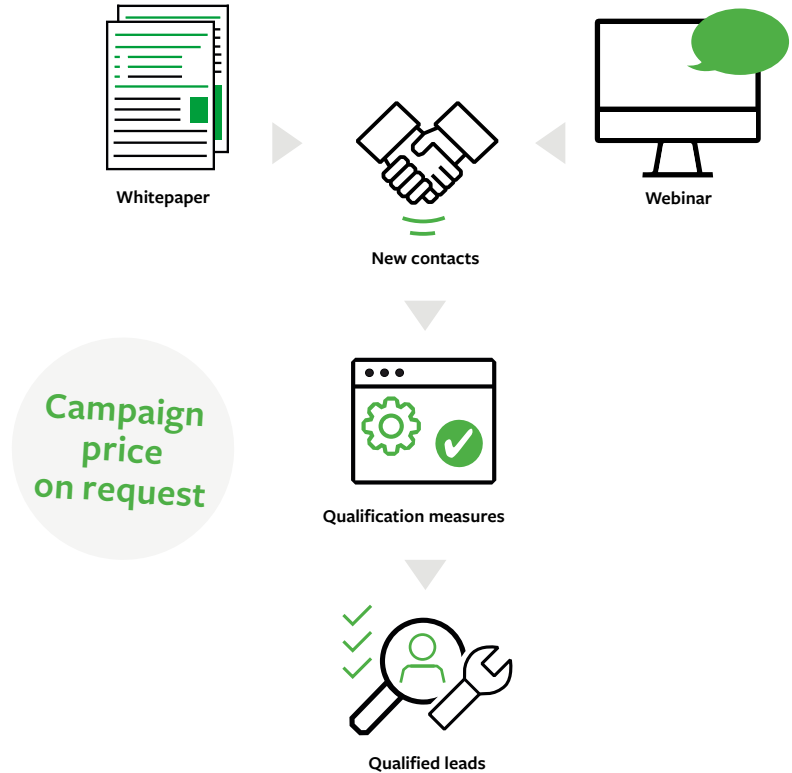 Whitepaper
Webinar
New contacts
Campaign
price
on request
Qualification measures
Qualified leads